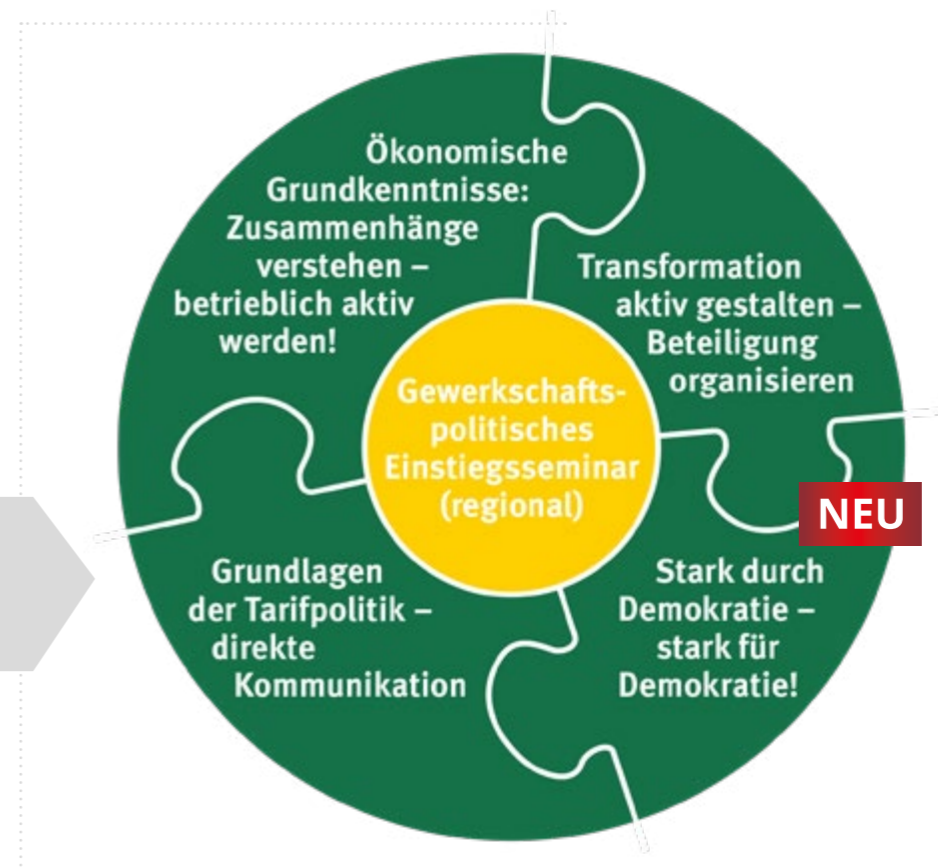 Ökonomische
Grundkenntnisse:
Zusammenhänge
verstehen –
betrieblich aktiv
werden!
Transformation
aktiv gestalten –
Beteiligung
organisieren
Gewerkschafts-
politisches
Einstiegsseminar
(regional)
NEU
Grundlagen
der Tarifpolitik –
direkte
Kommunikation
Stark durch
Demokratie –
stark für
Demokratie!